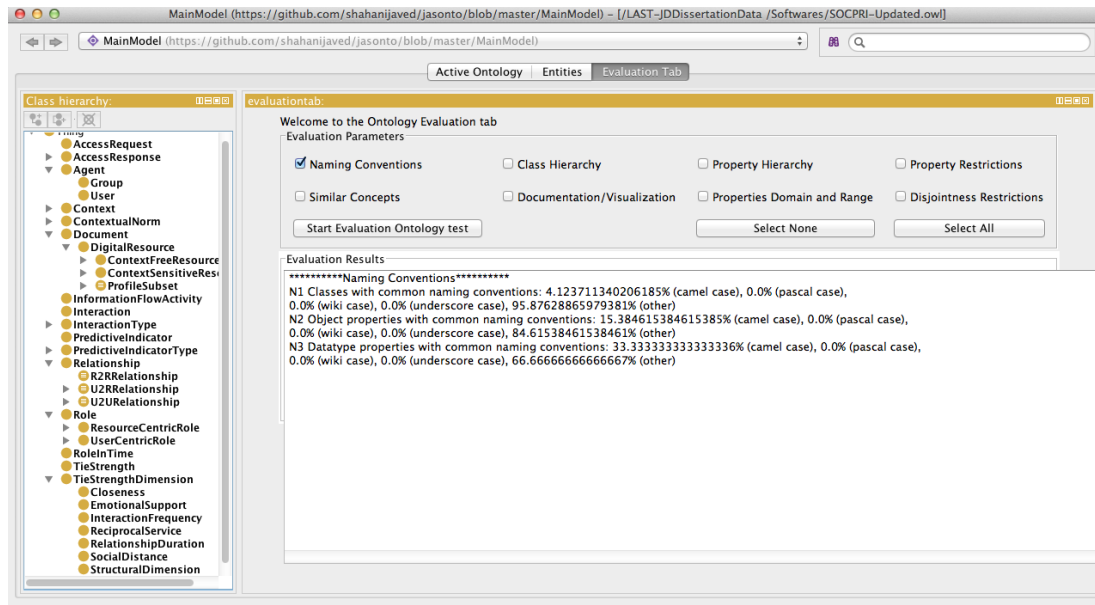 MainModel (https://github.com/shahanijaved/jasonto/blob/master/MainModel) – [/LAST-JDDissertationData /Softwares/SOCPRI-Updated.owl]
MainModel (https://github.com/shahanijaved/jasonto/blob/master/MainModel)
Active Ontology Entities Evaluation Tab
Class hierarchy:
Thing
AccessRequest
AccessResponse
Agent
Group
User
Context
ContextualNorm
Document
DigitalResource
ContextFreeResource
ContextSensitiveReso
ProfileSubset
InformationFlowActivity
Interaction
InteractionType
PredictiveIndicator
PredictiveIndicatorType
Relationship
R2RRelationship
U2RRelationship
U2URelationship
Role
ResourceCentricRole
UserCentricRole
RoleInTime
TieStrength
TieStrengthDimension
Closeness
EmotionalSupport
InteractionFrequency
ReciprocalService
RelationshipDuration
SocialDistance
StructuralDimension
evaluationtab:
Welcome to the Ontology Evaluation tab
Evaluation Parameters
Naming Conventions Class Hierarchy Property Hierarchy Property Restrictions
Similar Concepts Documentation/Visualization Properties Domain and Range Disjointness Restrictions
Start Evaluation Ontology test Select None Select All
Evaluation Results
**********Naming Conventions**********
N1 Classes with common naming conventions: 4.123711340206185% (camel case), 0.0% (pascal case),
0.0% (wiki case), 0.0% (underscore case), 95.87628865979381% (other)
N2 Object properties with common naming conventions: 15.384615384615385% (camel case), 0.0% (pascal case),
0.0% (wiki case), 0.0% (underscore case), 84.61538461538461% (other)
N3 Datatype properties with common naming conventions: 33.333333333333336% (camel case), 0.0% (pascal case),
0.0% (wiki case), 0.0% (underscore case), 66.66666666666667% (other)